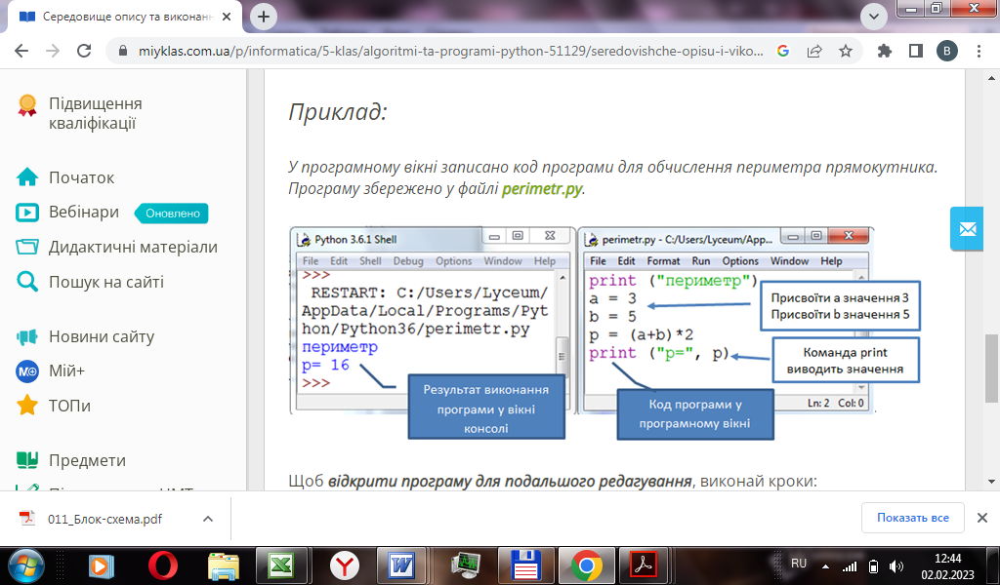 Середовище опису та виконан
miyklas.com.ua/p/informatica/5-klas/algoritmi-ta-programi-python-51129/seredovishche-opisu-i-viko...
B
Підвищення
кваліфікації
Початок
Вебінари
Оновлено
Дидактичні матеріали
Пошук на сайті
Новини сайту
Мій+
ТОПи
Предмети
Приклад:
У програмному вікні записано код програми для обчислення периметра прямокутника.
Програму збережено у файлі perimetr.py.
Python 3.6.1 Shell
File Edit Shell Debug Options Window Help
>>>
RESTART: C:/Users/Lyceum/
AppData/Local/Programs/Pyt
hon/Python36/perimetr.py
периметр
p= 16
>>>
Результат виконання
програми у вікні
консолі
perimetr.py - C:/Users/Lyceum/App...
File Edit Format Run Options Window Help
print ("периметр")
a = 3
b = 5
p = (a+b)*2
print ("p=", p)
Присвоїти a значення 3
Присвоїти b значення 5
Команда print
виводить значення
Код програми у
програмному вікні
Ln: 2 Col: 0
Щоб відкрити програму для подальшого редагування, виконай кроки:
011_Блок-схема.pdf
Показать все
RU
12:44
02.02.2023